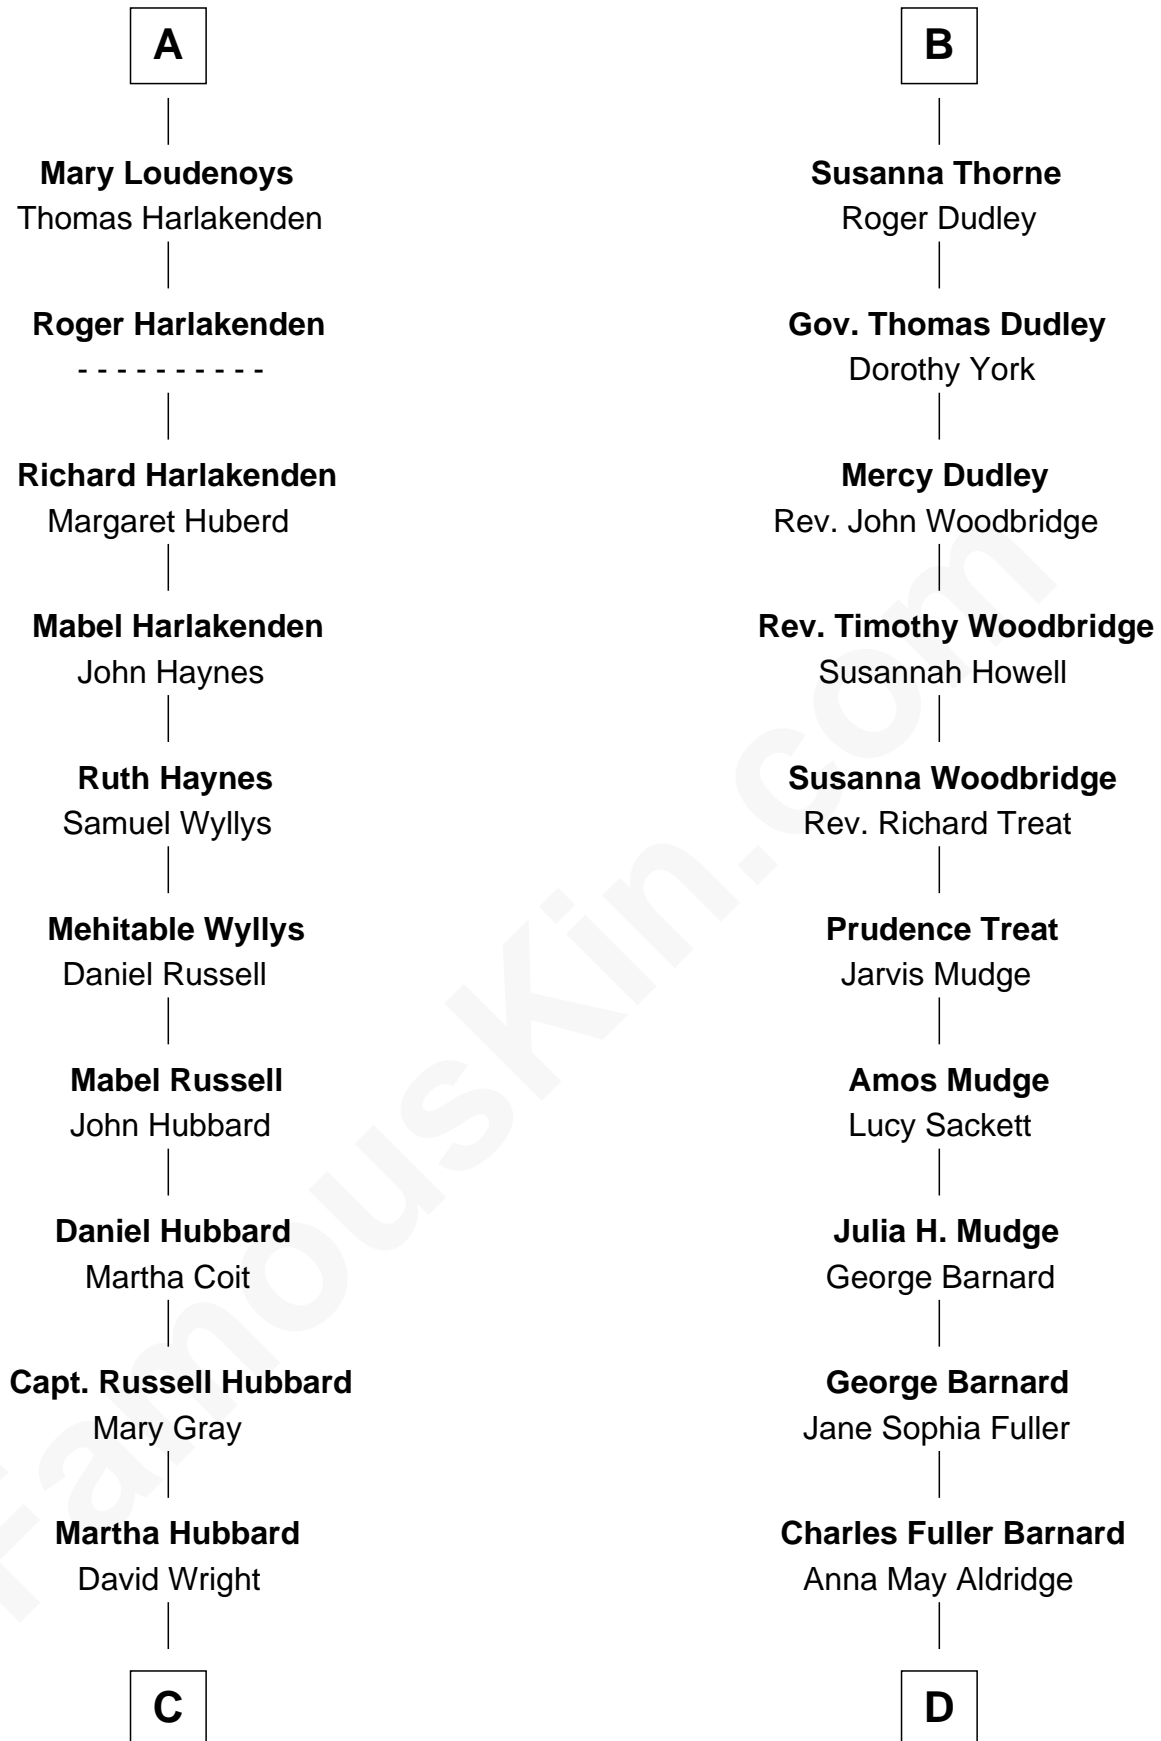 A
Mary Loudenoys
Thomas Harlakenden
Roger Harlakenden
- - - - - - - - - -
Richard Harlakenden
Margaret Huberd
Mabel Harlakenden
John Haynes
Ruth Haynes
Samuel Wyllys
Mehitable Wyllys
Daniel Russell
Mabel Russell
John Hubbard
Daniel Hubbard
Martha Coit
Capt. Russell Hubbard
Mary Gray
Martha Hubbard
David Wright
C
B
Susanna Thorne
Roger Dudley
Gov. Thomas Dudley
Dorothy York
Mercy Dudley
Rev. John Woodbridge
Rev. Timothy Woodbridge
Susannah Howell
Susanna Woodbridge
Rev. Richard Treat
Prudence Treat
Jarvis Mudge
Amos Mudge
Lucy Sackett
Julia H. Mudge
George Barnard
George Barnard
Jane Sophia Fuller
Charles Fuller Barnard
Anna May Aldridge
D
FamousKin.com